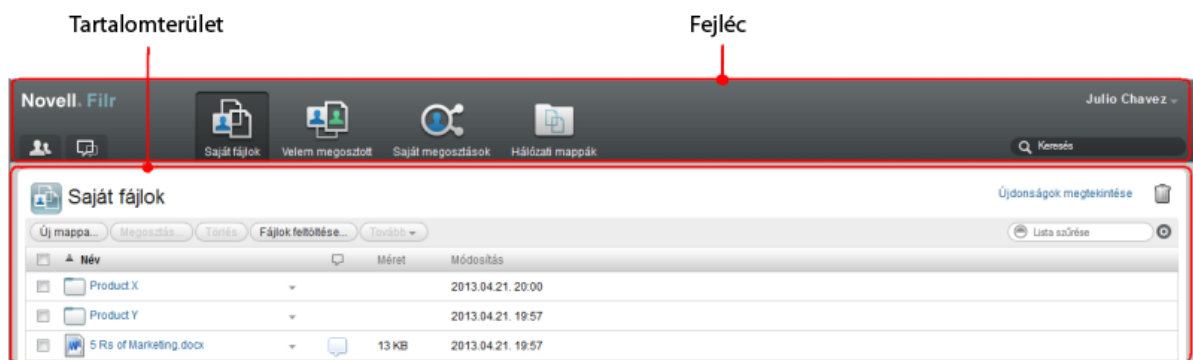 Tartalomterület
Fejléc
Novell. Filr
Julio Chavez
Saját fájlok
Velem megosztott
Saját megosztások
Hálózati mappák
Keresés
Saját fájlok
Újdonságok megtekintése
Új mappa... Megosztás... Törlés Fájlok feltöltése... Tovább
Lista szűrése
Név Méret Módosítás
Product X 2013.04.21. 20:00
Product Y 2013.04.21. 19:57
5 Rs of Marketing.docx 13 KB 2013.04.21. 19:57